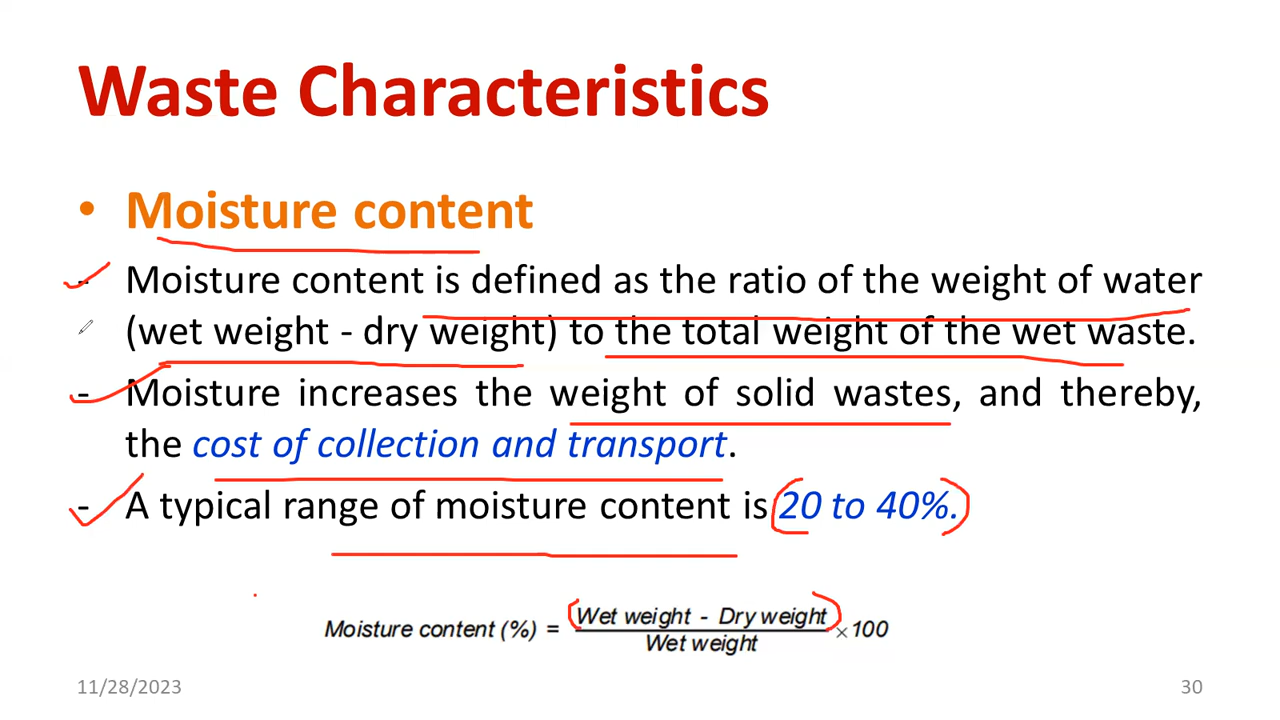 Waste Characteristics
• Moisture content
- Moisture content is defined as the ratio of the weight of water
(wet weight - dry weight) to the total weight of the wet waste.
- Moisture increases the weight of solid wastes, and thereby,
the cost of collection and transport.
- A typical range of moisture content is 20 to 40%.
Moisture content (%) = Wet weight - Dry weight
Wet weight × 100
11/28/2023
30